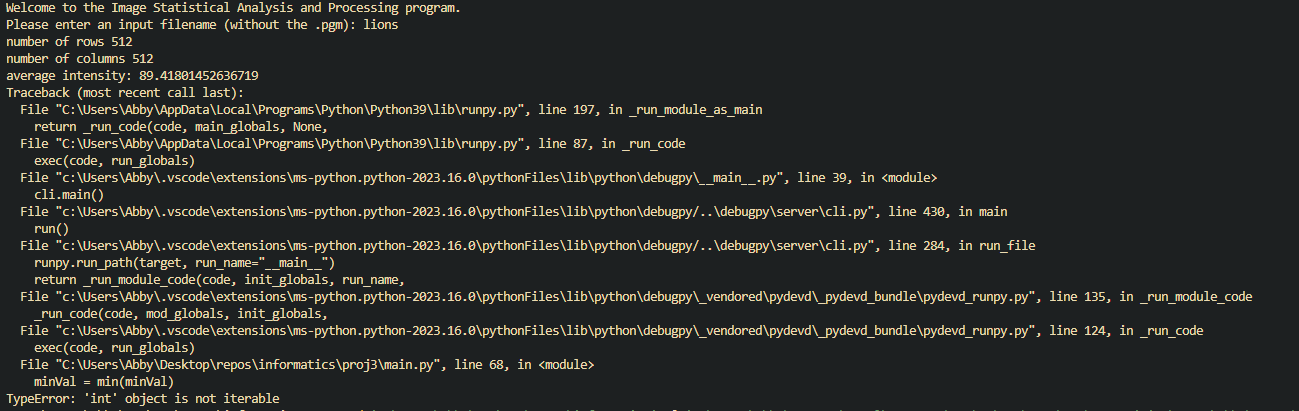 Welcome to the Image Statistical Analysis and Processing program.
Please enter an input filename (without the .pgm): lions
number of rows 512
number of columns 512
average intensity: 89.41801452636719
Traceback (most recent call last):
  File "C:\Users\Abby\AppData\Local\Programs\Python\Python39\lib\runpy.py", line 197, in _run_module_as_main
    return _run_code(code, main_globals, None,
  File "C:\Users\Abby\AppData\Local\Programs\Python\Python39\lib\runpy.py", line 87, in _run_code
    exec(code, run_globals)
  File "c:\Users\Abby\.vscode\extensions\ms-python.python-2023.16.0\pythonFiles\lib\python\debugpy\__main__.py", line 39, in <module>
    cli.main()
  File "c:\Users\Abby\.vscode\extensions\ms-python.python-2023.16.0\pythonFiles\lib\python\debugpy/..\debugpy\server\cli.py", line 430, in main
    run()
  File "c:\Users\Abby\.vscode\extensions\ms-python.python-2023.16.0\pythonFiles\lib\python\debugpy/..\debugpy\server\cli.py", line 284, in run_file
    runpy.run_path(target, run_name="__main__")
    return _run_module_code(code, init_globals, run_name,
  File "c:\Users\Abby\.vscode\extensions\ms-python.python-2023.16.0\pythonFiles\lib\python\debugpy\_vendored\pydevd\_pydevd_bundle\pydevd_runpy.py", line 135, in _run_module_code
    _run_code(code, mod_globals, init_globals,
  File "c:\Users\Abby\.vscode\extensions\ms-python.python-2023.16.0\pythonFiles\lib\python\debugpy\_vendored\pydevd\_pydevd_bundle\pydevd_runpy.py", line 124, in _run_code
    exec(code, run_globals)
  File "C:\Users\Abby\Desktop\repos\informatics\proj3\main.py", line 68, in <module>
    minVal = min(minVal)
TypeError: 'int' object is not iterable